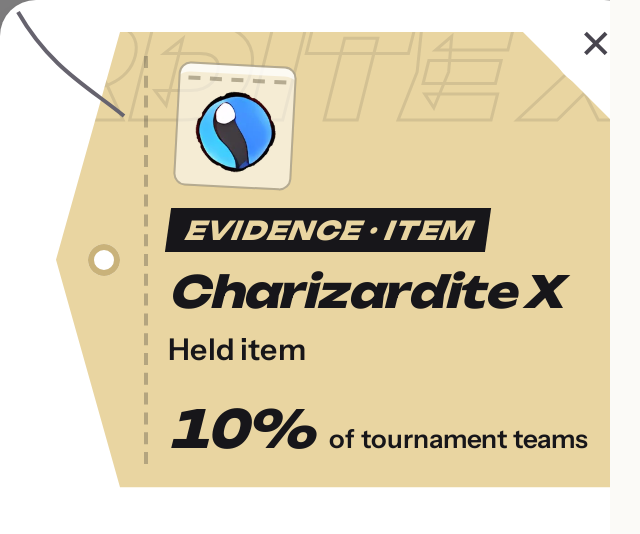 EVIDENCE · ITEM
Charizardite X
Held item
10% of tournament teams